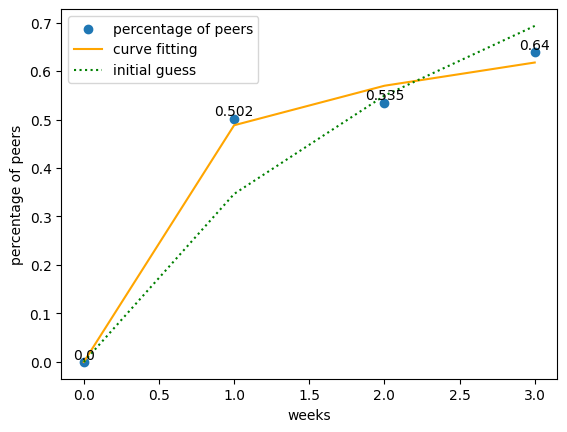 percentage of peers
curve fitting
initial guess
0.7
0.6
0.5
0.4
0.3
0.2
0.1
0.0
percentage of peers
0.0
0.502
0.535
0.64
0.0 0.5 1.0 1.5 2.0 2.5 3.0
weeks